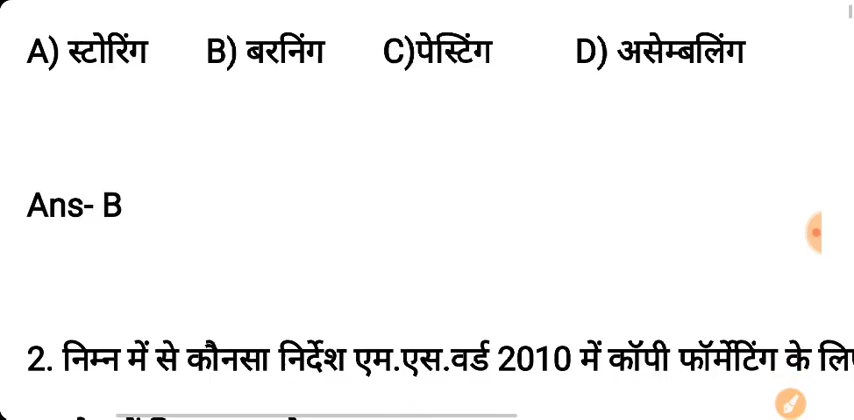 A) स्टोरिंग B) बरनिंग C)पेस्टिंग D) असेम्बलिंग
Ans- B
2. निम्न में से कौनसा निर्देश एम.एस.वर्ड 2010 में कॉपी फॉर्मेटिंग के